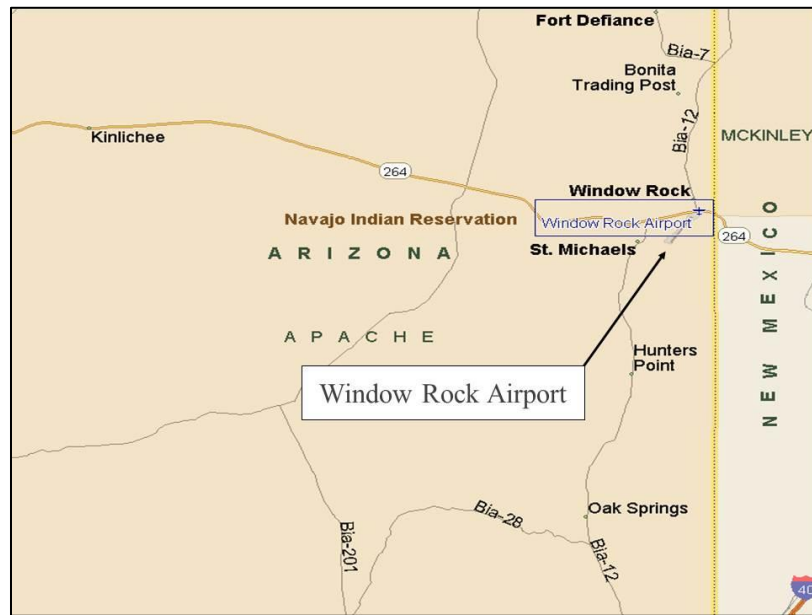 Fort Defiance
Bia-7
Bonita
Trading Post
Bia-12
Kinlichee
MCKINLEY
264
Window Rock
Navajo Indian Reservation
Window Rock Airport
264
St. Michaels
ARIZONA
NEW MEXICO
APACHE
Hunters
Point
Window Rock Airport
Oak Springs
Bia-28
Bia-201
Bia-12
40